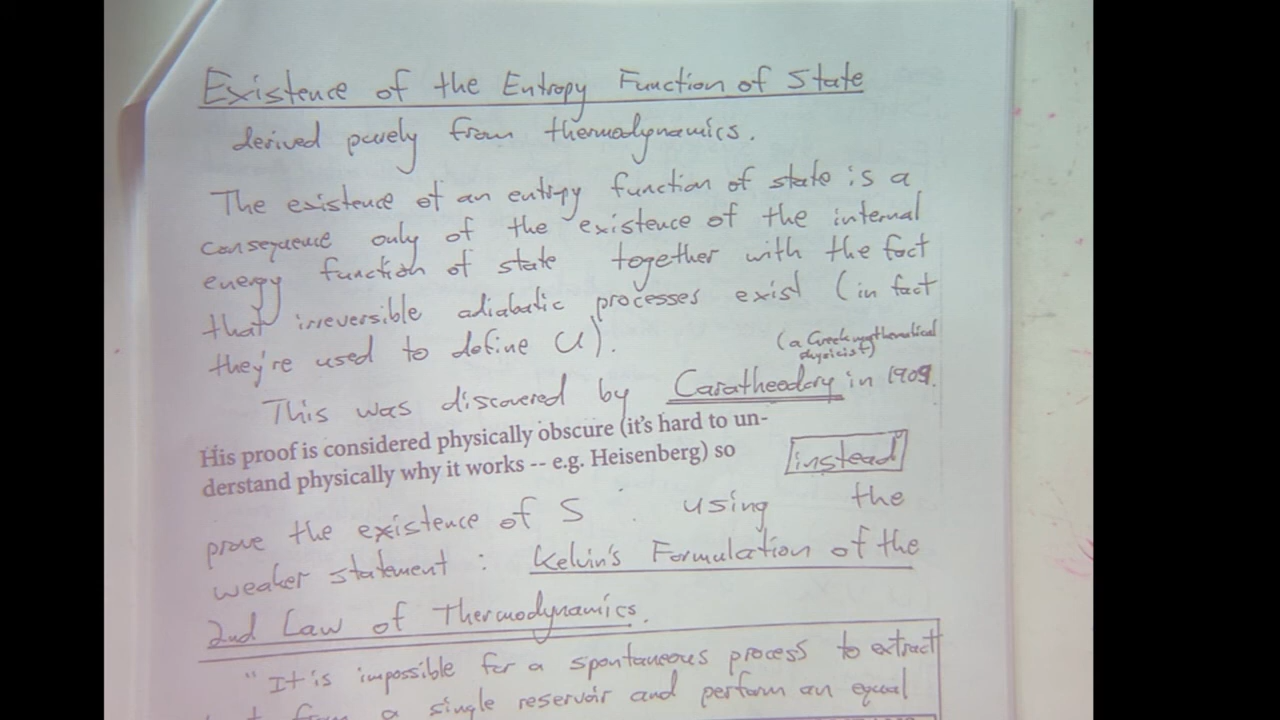 Existence of the Entropy Function of State
derived purely from thermodynamics.
The existence of an entropy function of state is a
consequence only of the existence of the internal
energy function of state together with the fact
that irreversible adiabatic processes exist (in fact
they're used to define U).
(a Greek mathematical
physicist)
This was discovered by Caratheodory in 1909.
His proof is considered physically obscure (it's hard to un-
derstand physically why it works -- e.g. Heisenberg) so
instead
prove the existence of S using the
weaker statement : Kelvin's Formulation of the
2nd Law of Thermodynamics.
"It is impossible for a spontaneous process to extract
from a single reservoir and perform an equal